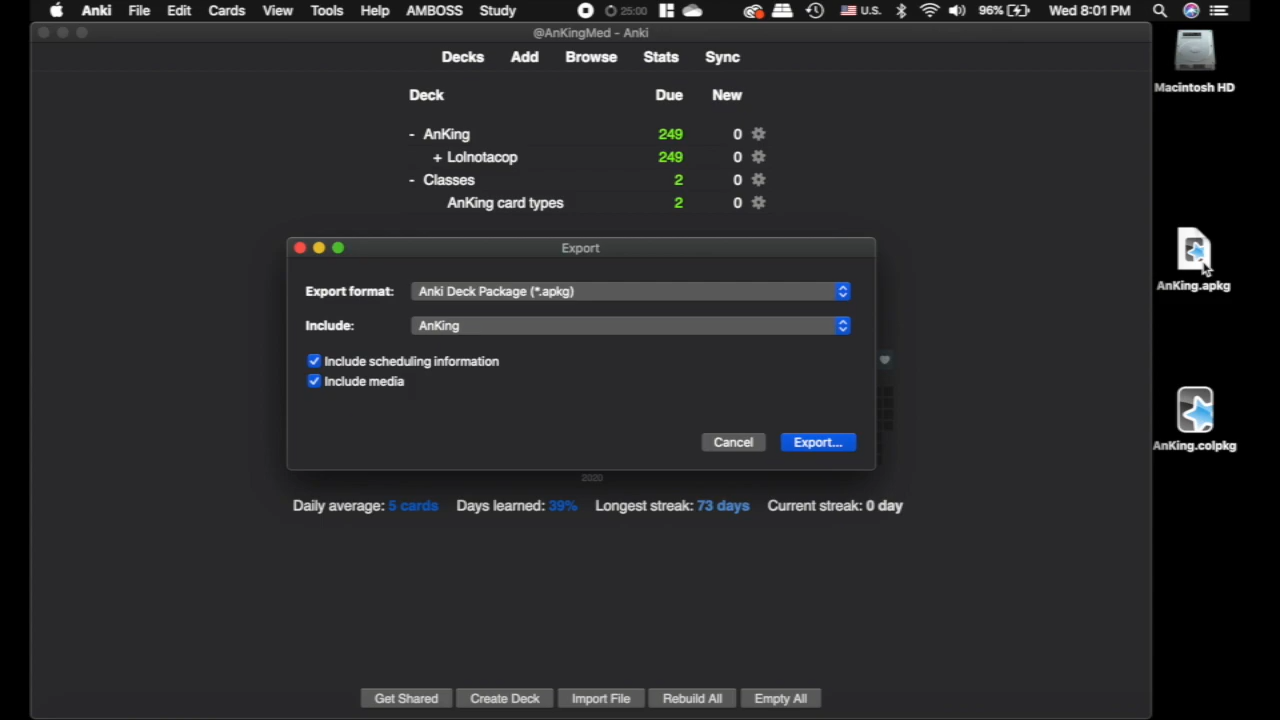 Anki File Edit Cards View Tools Help AMBOSS Study 25:00 U.S. 96% Wed 8:01 PM
@AnKingMed - Anki
Decks Add Browse Stats Sync
Macintosh HD
Deck Due New
- AnKing 249 0
+ Lolnotacop 249 0
- Classes 2 0
AnKing card types 2 0
Export
Export format: Anki Deck Package (*.apkg)
AnKing.apkg
Include: AnKing
Include scheduling information
Include media
Cancel Export...
AnKing.colpkg
2020
Daily average: 5 cards Days learned: 39% Longest streak: 73 days Current streak: 0 day
Get Shared Create Deck Import File Rebuild All Empty All